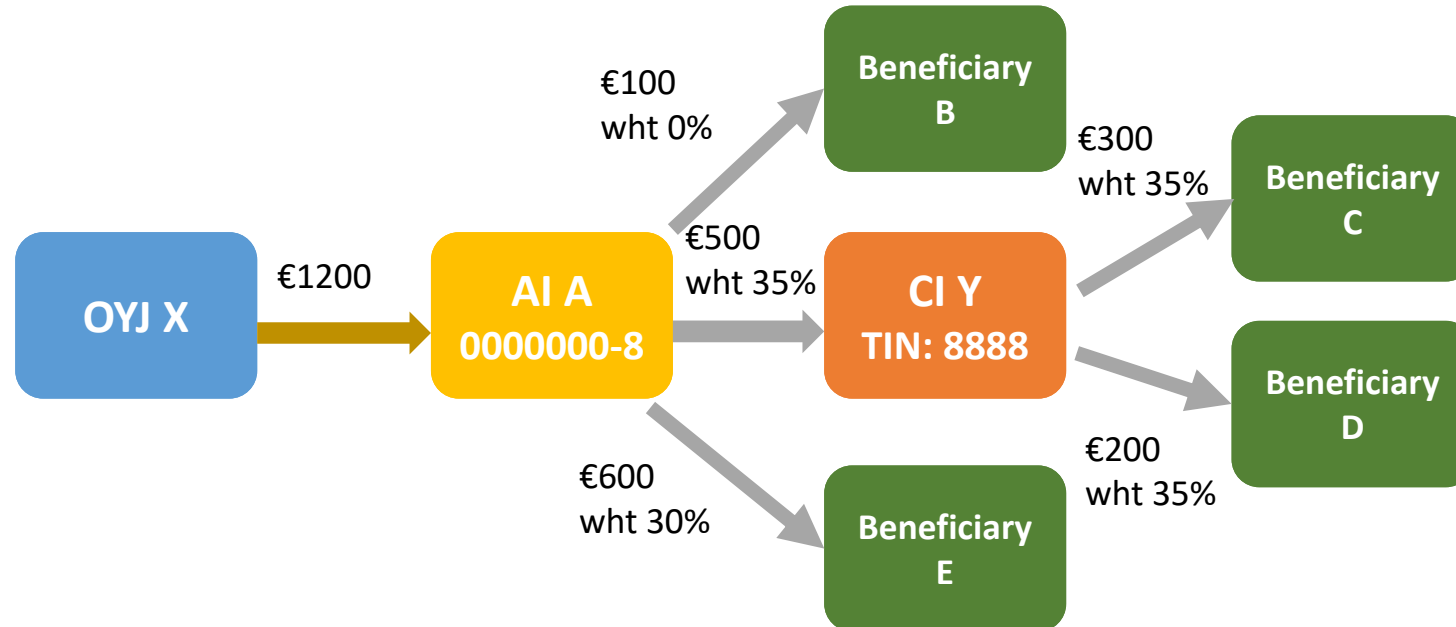 OYJ X
€1200
AI A
0000000-8
€100
wht 0%
Beneficiary
B
€500
wht 35%
CI Y
TIN: 8888
€300
wht 35%
Beneficiary
C
€200
wht 35%
Beneficiary
D
€600
wht 30%
Beneficiary
E